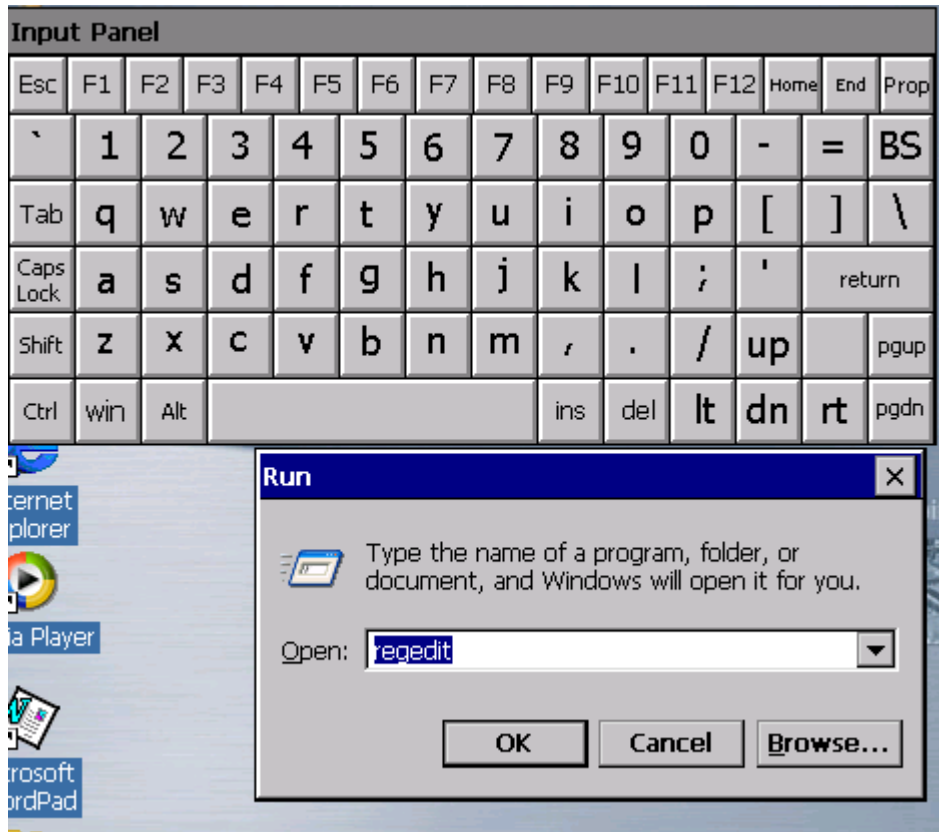 Input Panel
Esc F1 F2 F3 F4 F5 F6 F7 F8 F9 F10 F11 F12 Home End Prop
` 1 2 3 4 5 6 7 8 9 0 - = BS
Tab q w e r t y u i o p [ ] \
Caps Lock a s d f g h j k l ; ' return
Shift z x c v b n m , . / up pgup
Ctrl win Alt ins del lt dn rt pgdn
Run
ternet
plorer
Type the name of a program, folder, or
document, and Windows will open it for you.
ia Player
Open: regedit
OK Cancel Browse...
crosoft
ordPad